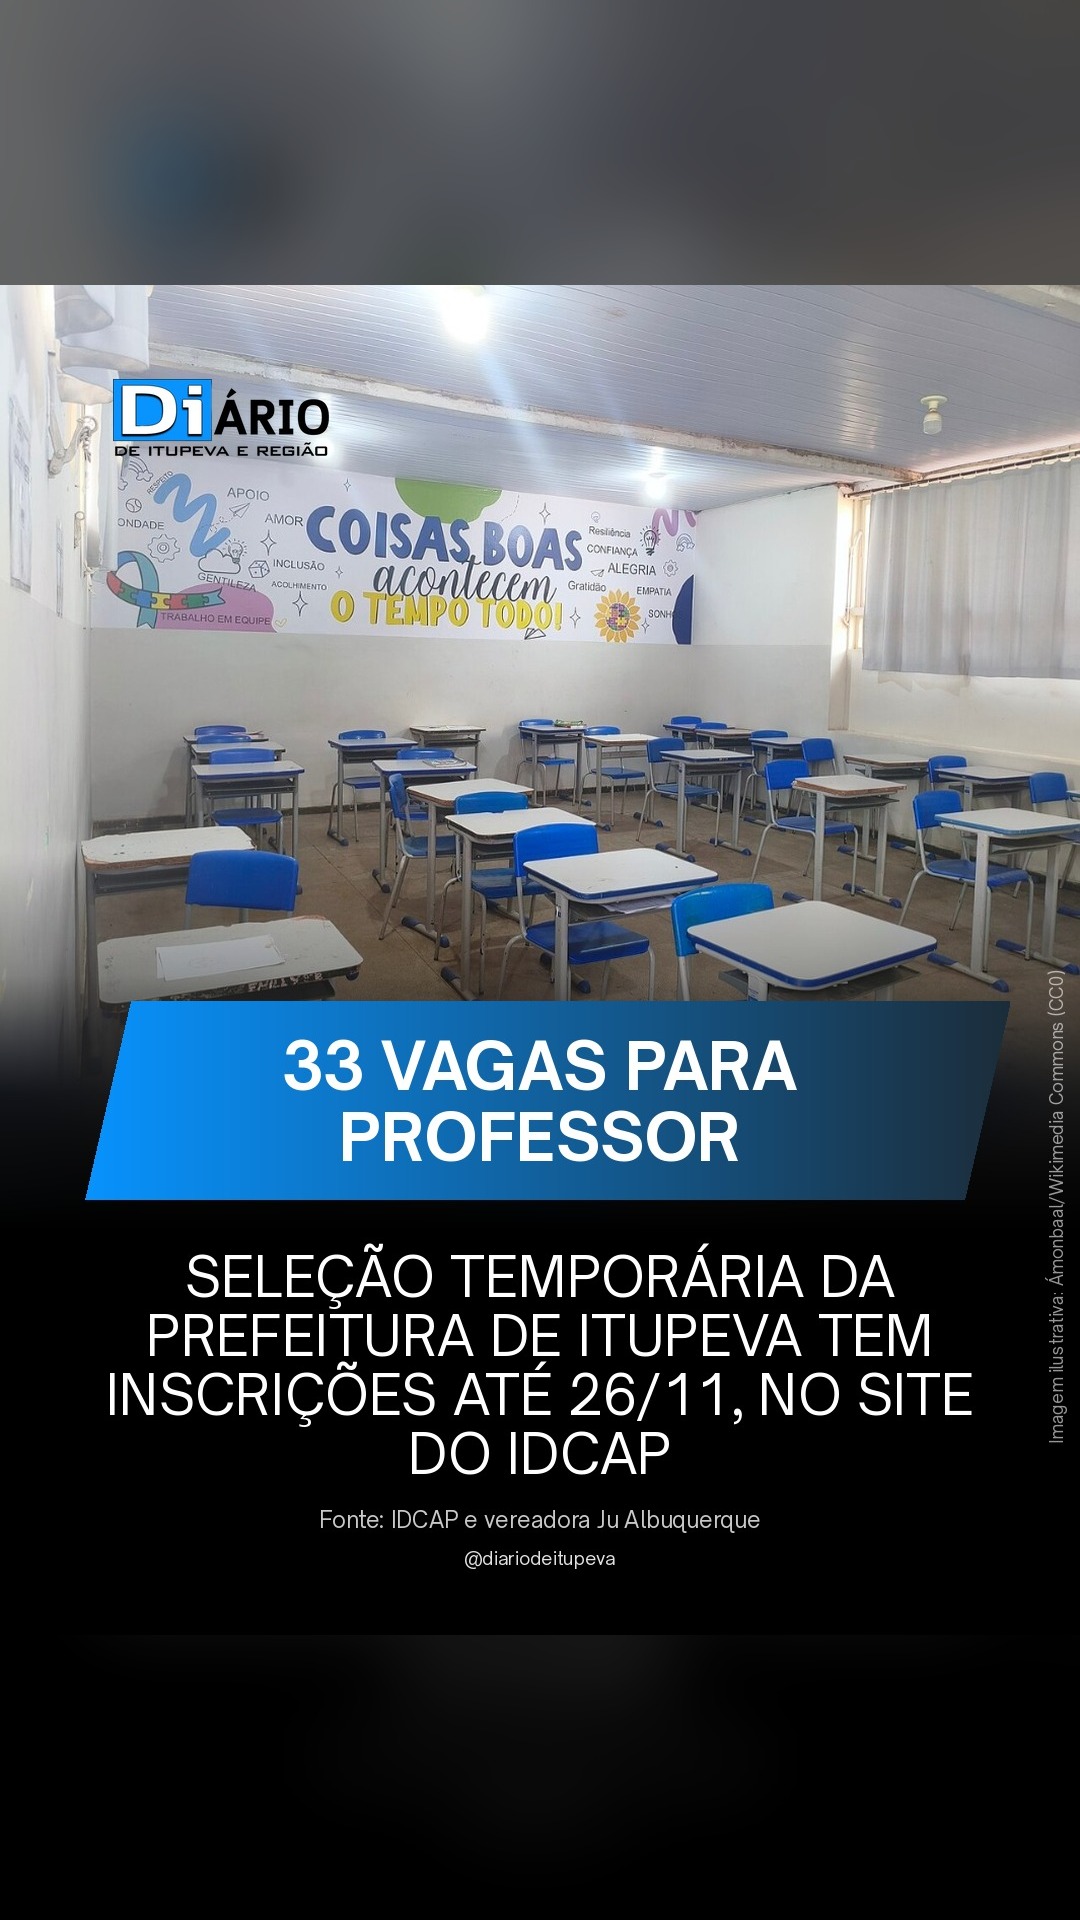 DiÁRIO
DE ITUPEVA E REGIÃO
RESPEITO
APOIO
AMOR
ONDADE
INCLUSÃO
GENTILEZA
ACOLHIMENTO
TRABALHO EM EQUIPE
COISAS BOAS
acontecem
O TEMPO TODO!
Resiliência
CONFIANÇA
ALEGRIA
Gratidão
EMPATIA
SONH
33 VAGAS PARA
PROFESSOR
SELEÇÃO TEMPORÁRIA DA
PREFEITURA DE ITUPEVA TEM
INSCRIÇÕES ATÉ 26/11, NO SITE
DO IDCAP
Fonte: IDCAP e vereadora Ju Albuquerque
@diariodeitupeva
Imagem ilustrativa: Ámonbaal/Wikimedia Commons (CC0)